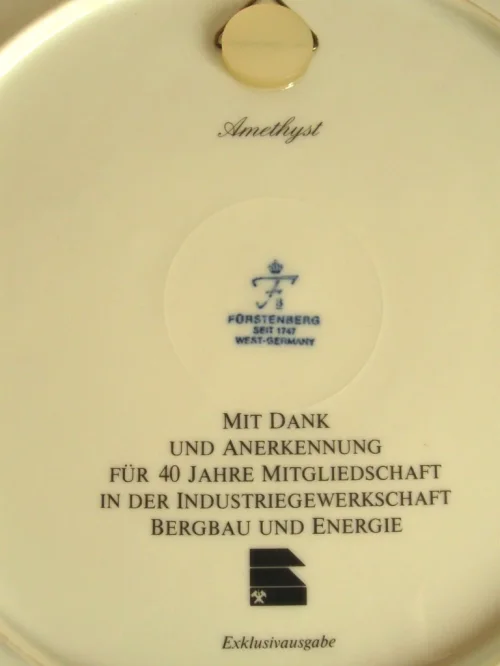 Amethyst
F
FÜRSTENBERG
SEIT 1747
WEST-GERMANY
MIT DANK
UND ANERKENNUNG
FÜR 40 JAHRE MITGLIEDSCHAFT
IN DER INDUSTRIEGEWERKSCHAFT
BERGBAU UND ENERGIE
Exklusivausgabe